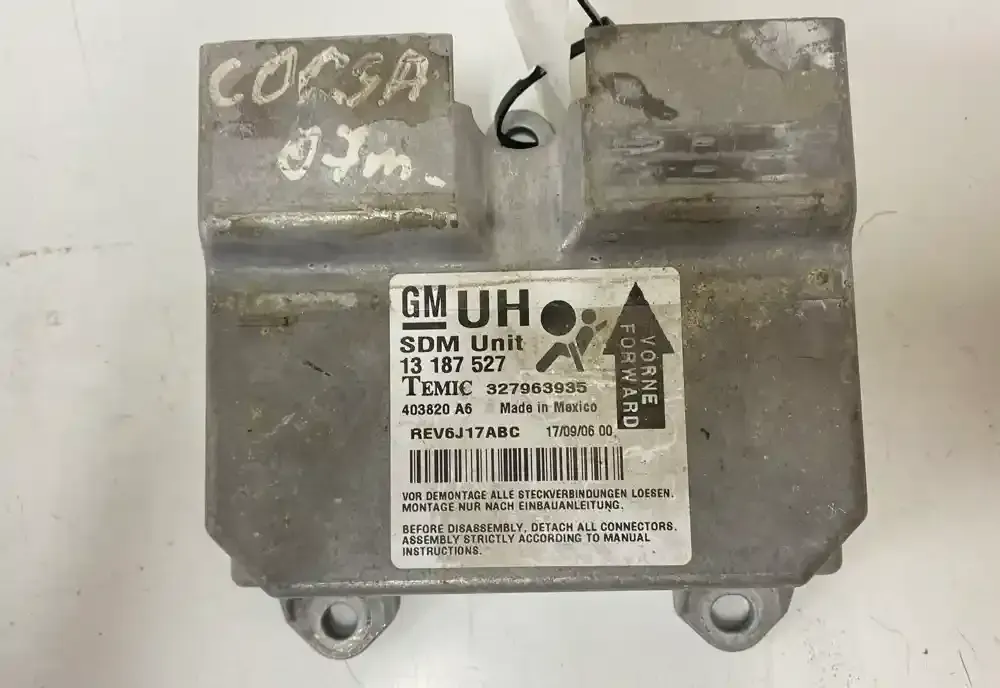 CORSA
07m.
GM UH
SDM Unit
13 187 527
TEMIC 327963935
403820 A6 Made in Mexico
REV6J17ABC 17/09/06 00
VORNE
FORWARD
VOR DEMONTAGE ALLE STECKVERBINDUNGEN LOESEN.
MONTAGE NUR NACH EINBAUANLEITUNG.
BEFORE DISASSEMBLY, DETACH ALL CONNECTORS.
ASSEMBLY STRICTLY ACCORDING TO MANUAL
INSTRUCTIONS.